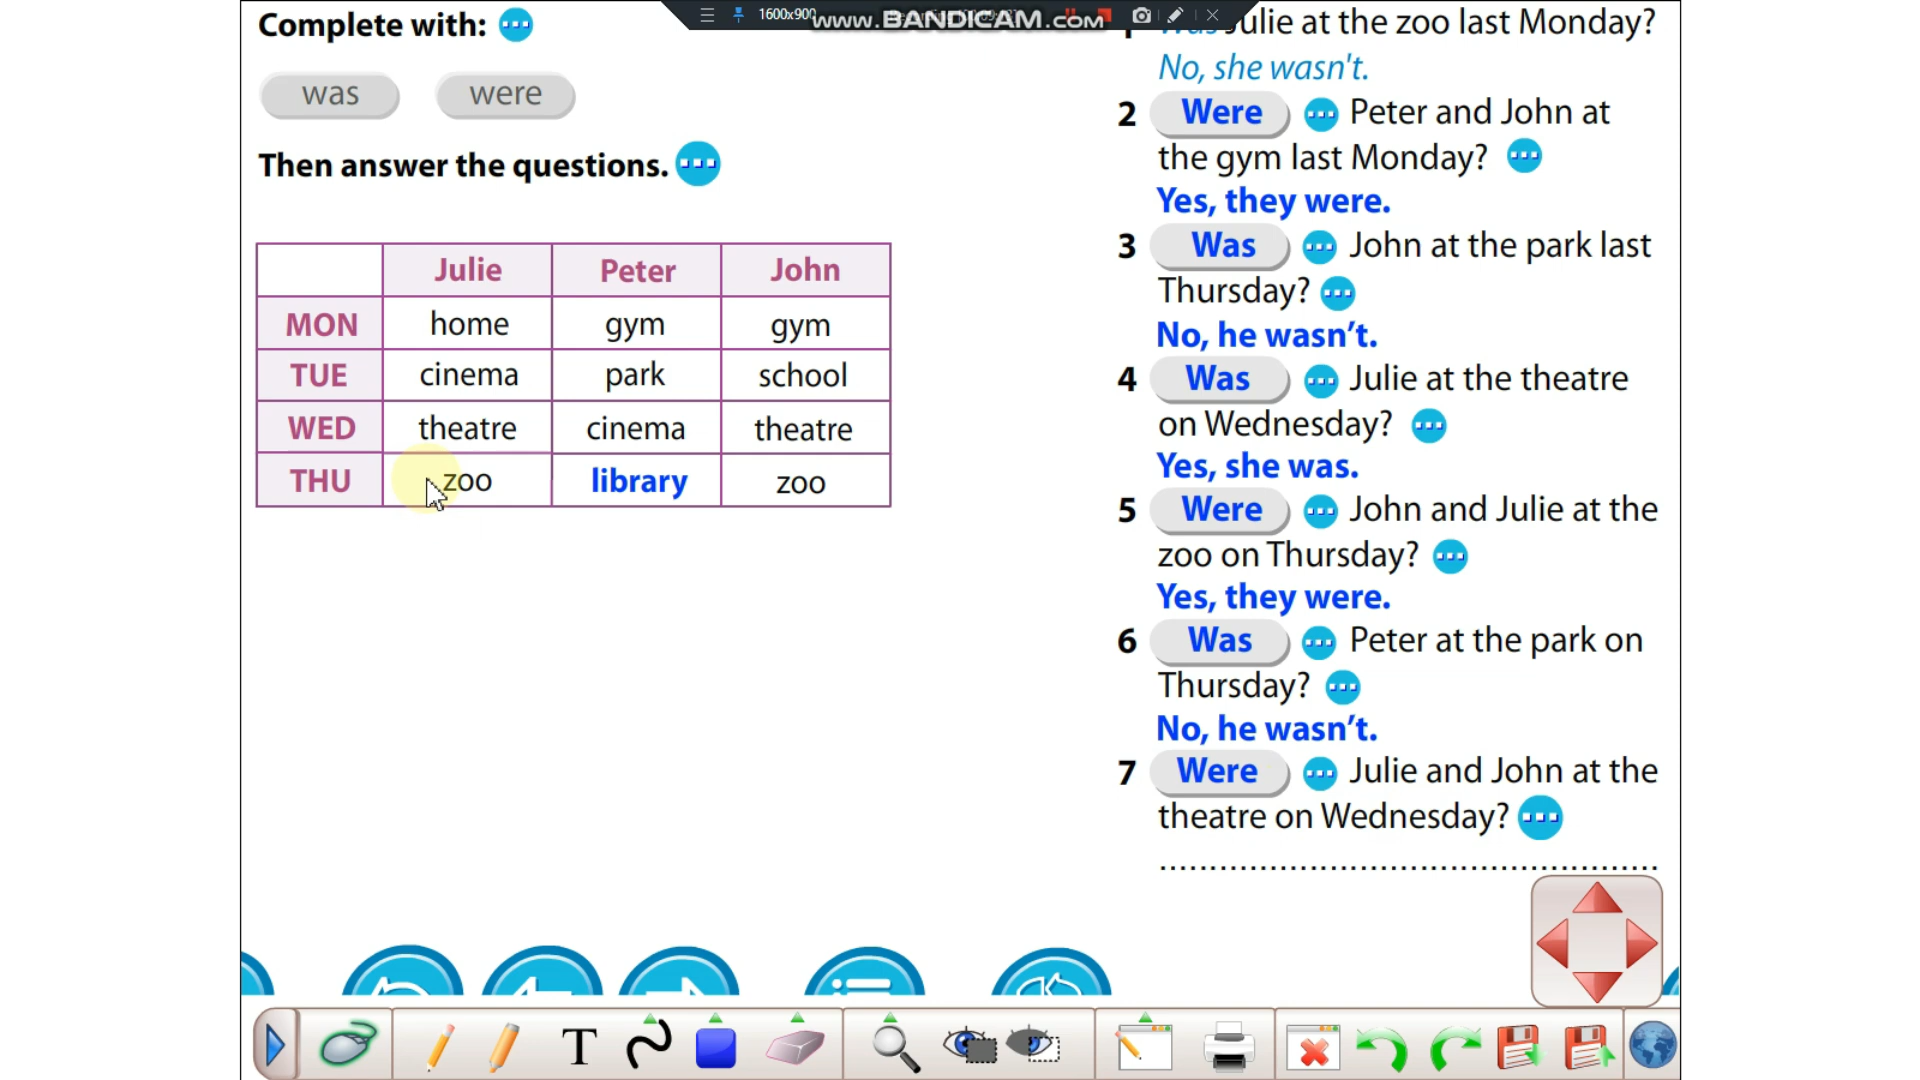 1600x900
www.BANDICAM.com
Complete with:
was were
Then answer the questions.
Julie Peter John
MON home gym gym
TUE cinema park school
WED theatre cinema theatre
THU zoo library zoo
Was Julie at the zoo last Monday?
No, she wasn't.
2 Were Peter and John at
the gym last Monday?
Yes, they were.
3 Was John at the park last
Thursday?
No, he wasn’t.
4 Was Julie at the theatre
on Wednesday?
Yes, she was.
5 Were John and Julie at the
zoo on Thursday?
Yes, they were.
6 Was Peter at the park on
Thursday?
No, he wasn’t.
7 Were Julie and John at the
theatre on Wednesday?
T